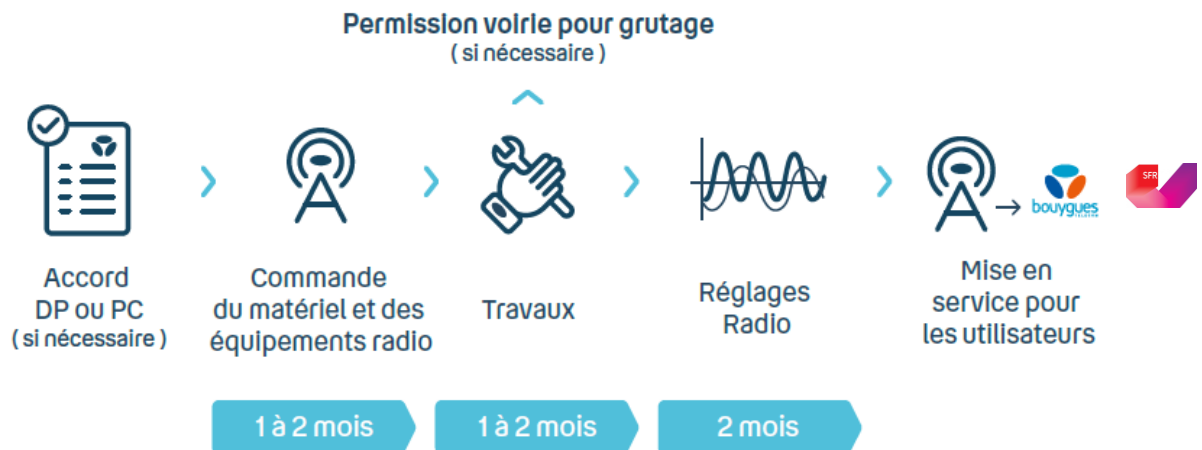 Permission voirie pour grutage
( si nécessaire )
Accord
DP ou PC
( si nécessaire )
Commande
du matériel et des
équipements radio
Travaux
Réglages
Radio
bouygues
TELECOM
SFR
Mise en
service pour
les utilisateurs
1 à 2 mois
1 à 2 mois
2 mois